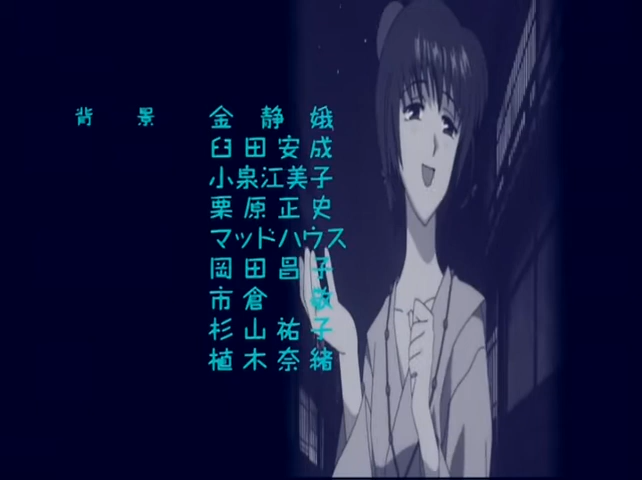 背景 金静娥
臼田安成
小泉江美子
栗原正史
マッドハウス
岡田昌子
市倉 敬
杉山祐子
植木奈緒